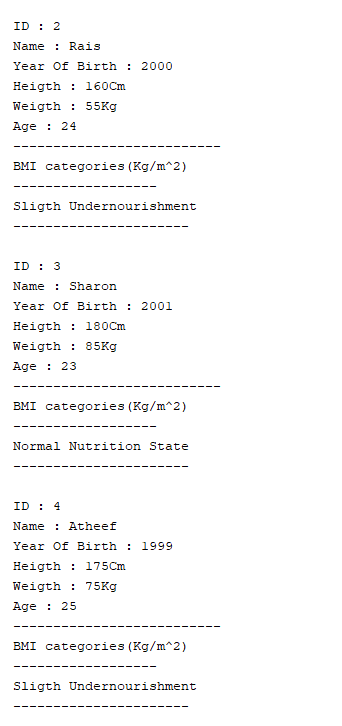 ID : 2
Name : Rais
Year Of Birth : 2000
Heigth : 160Cm
Weigth : 55Kg
Age : 24
--------------------------
BMI categories(Kg/m^2)
------------------
Sligth Undernourishment
----------------------
ID : 3
Name : Sharon
Year Of Birth : 2001
Heigth : 180Cm
Weigth : 85Kg
Age : 23
--------------------------
BMI categories(Kg/m^2)
------------------
Normal Nutrition State
----------------------
ID : 4
Name : Atheef
Year Of Birth : 1999
Heigth : 175Cm
Weigth : 75Kg
Age : 25
--------------------------
BMI categories(Kg/m^2)
------------------
Sligth Undernourishment
----------------------